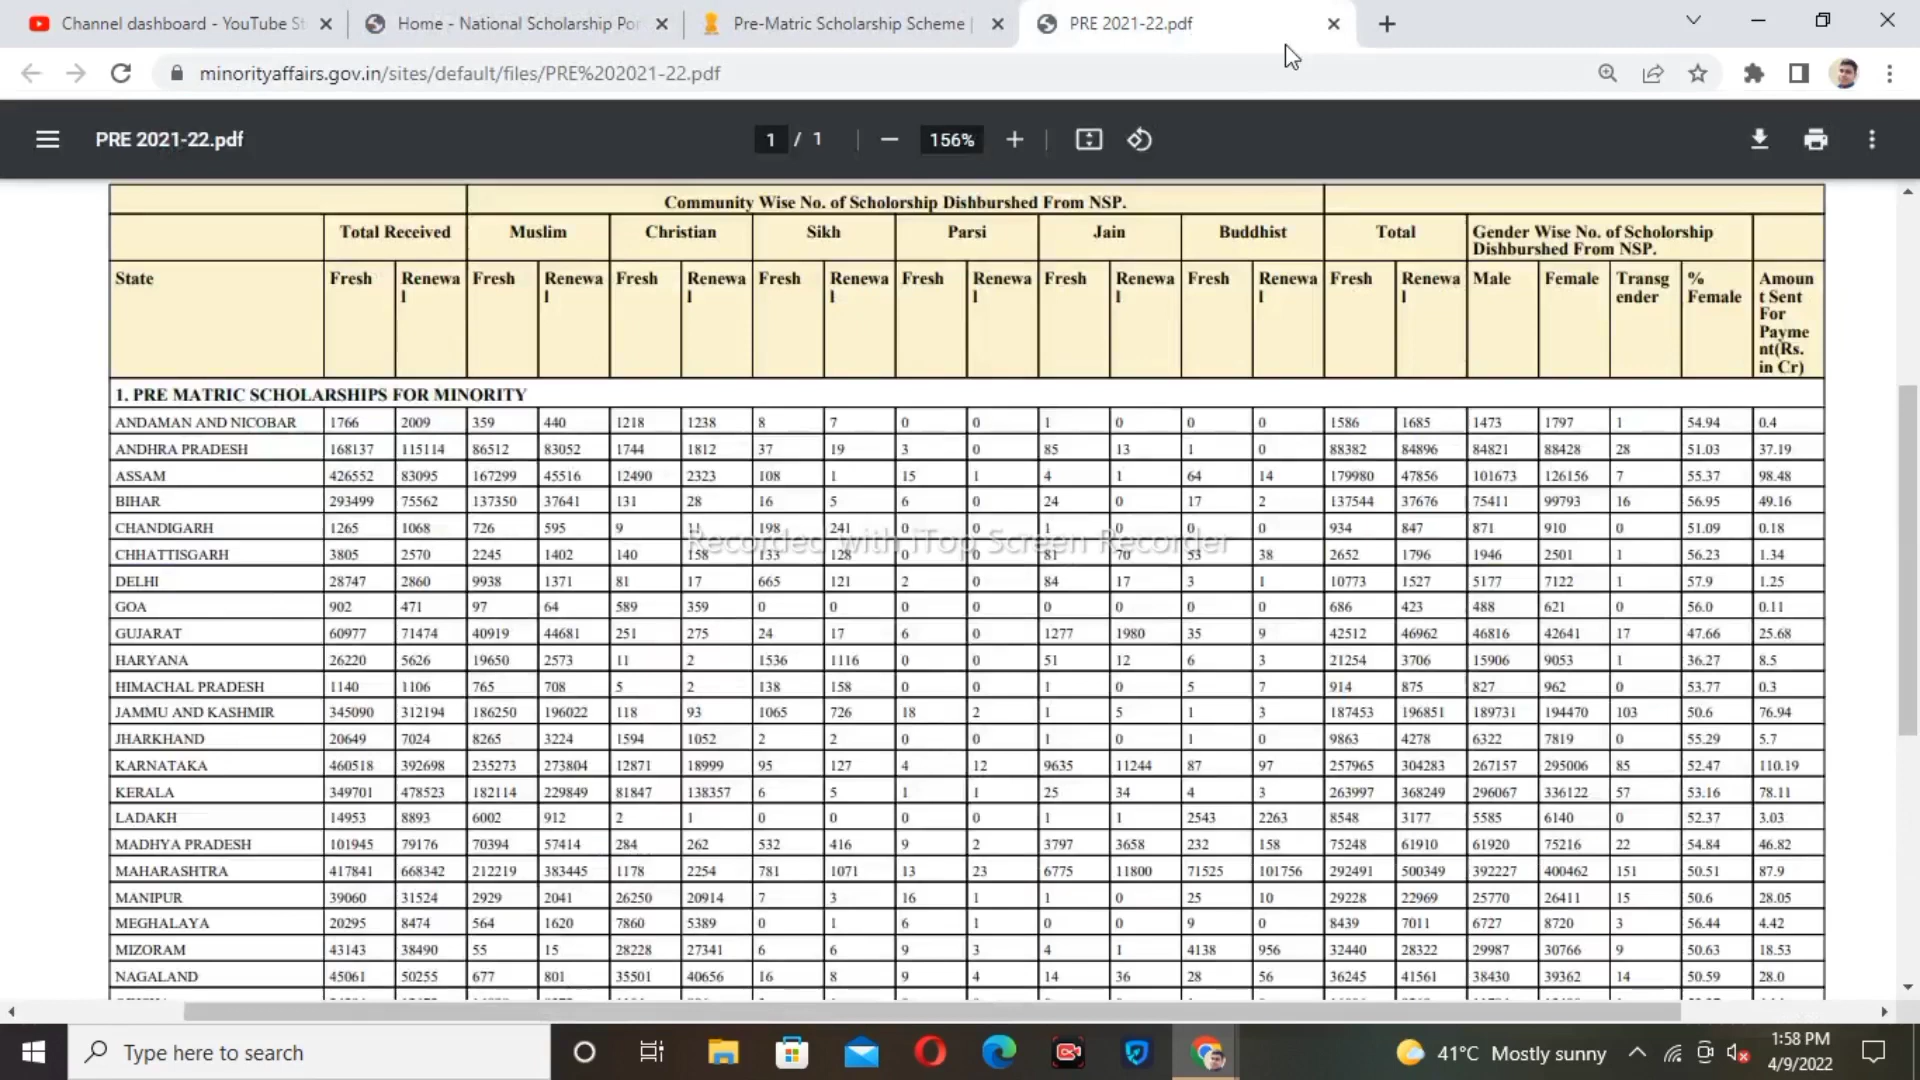 Channel dashboard - YouTube St
Home - National Scholarship Por
Pre-Matric Scholarship Scheme |
PRE 2021-22.pdf
minorityaffairs.gov.in/sites/default/files/PRE%202021-22.pdf
PRE 2021-22.pdf 1 / 1 156%
Community Wise No. of Scholorship Dishburshed From NSP.
Total Received Muslim Christian Sikh Parsi Jain Buddhist Total Gender Wise No. of Scholorship Dishburshed From NSP.
State Fresh Renewal Fresh Renewal Fresh Renewal Fresh Renewal Fresh Renewal Fresh Renewal Fresh Renewal Fresh Renewal Male Female Transgender % Female Amount Sent For Payment(Rs. in Cr)
1. PRE MATRIC SCHOLARSHIPS FOR MINORITY
ANDAMAN AND NICOBAR 1766 2009 359 440 1218 1238 8 7 0 0 1 0 0 0 1586 1685 1473 1797 1 54.94 0.4
ANDHRA PRADESH 168137 115114 86512 83052 1744 1812 37 19 3 0 85 13 1 0 88382 84896 84821 88428 28 51.03 37.19
ASSAM 426552 83095 167299 45516 12490 2323 108 1 15 1 4 1 64 14 179980 47856 101673 126156 7 55.37 98.48
BIHAR 293499 75562 137350 37641 131 28 16 5 6 0 24 0 17 2 137544 37676 75411 99793 16 56.95 49.16
CHANDIGARH 1265 1068 726 595 9 11 198 241 0 0 1 0 0 0 934 847 871 910 0 51.09 0.18
Recorded with iTop Screen Recorder
CHHATTISGARH 3805 2570 2245 1402 140 158 133 128 0 0 81 70 53 38 2652 1796 1946 2501 1 56.23 1.34
DELHI 28747 2860 9938 1371 81 17 665 121 2 0 84 17 3 1 10773 1527 5177 7122 1 57.9 1.25
GOA 902 471 97 64 589 359 0 0 0 0 0 0 0 0 686 423 488 621 0 56.0 0.11
GUJARAT 60977 71474 40919 44681 251 275 24 17 6 0 1277 1980 35 9 42512 46962 46816 42641 17 47.66 25.68
HARYANA 26220 5626 19650 2573 11 2 1536 1116 0 0 51 12 6 3 21254 3706 15906 9053 1 36.27 8.5
HIMACHAL PRADESH 1140 1106 765 708 5 2 138 158 0 0 1 0 5 7 914 875 827 962 0 53.77 0.3
JAMMU AND KASHMIR 345090 312194 186250 196022 118 93 1065 726 18 2 1 5 1 3 187453 196851 189731 194470 103 50.6 76.94
JHARKHAND 20649 7024 8265 3224 1594 1052 2 2 0 0 1 0 1 0 9863 4278 6322 7819 0 55.29 5.7
KARNATAKA 460518 392698 235273 273804 12871 18999 95 127 4 12 9635 11244 87 97 257965 304283 267157 295006 85 52.47 110.19
KERALA 349701 478523 182114 229849 81847 138357 6 5 1 1 25 34 4 3 263997 368249 296067 336122 57 53.16 78.11
LADAKH 14953 8893 6002 912 2 1 0 0 0 0 1 1 2543 2263 8548 3177 5585 6140 0 52.37 3.03
MADHYA PRADESH 101945 79176 70394 57414 284 262 532 416 9 2 3797 3658 232 158 75248 61910 61920 75216 22 54.84 46.82
MAHARASHTRA 417841 668342 212219 383445 1178 2254 781 1071 13 23 6775 11800 71525 101756 292491 500349 392227 400462 151 50.51 87.9
MANIPUR 39060 31524 2929 2041 26250 20914 7 3 16 1 1 0 25 10 29228 22969 25770 26411 15 50.6 28.05
MEGHALAYA 20295 8474 564 1620 7860 5389 0 1 6 1 0 0 9 0 8439 7011 6727 8720 3 56.44 4.42
MIZORAM 43143 38490 55 15 28228 27341 6 6 9 3 4 1 4138 956 32440 28322 29987 30766 9 50.63 18.53
NAGALAND 45061 50255 677 801 35501 40656 16 8 9 4 14 36 28 56 36245 41561 38430 39362 14 50.59 28.0
Type here to search
41°C Mostly sunny
1:58 PM
4/9/2022